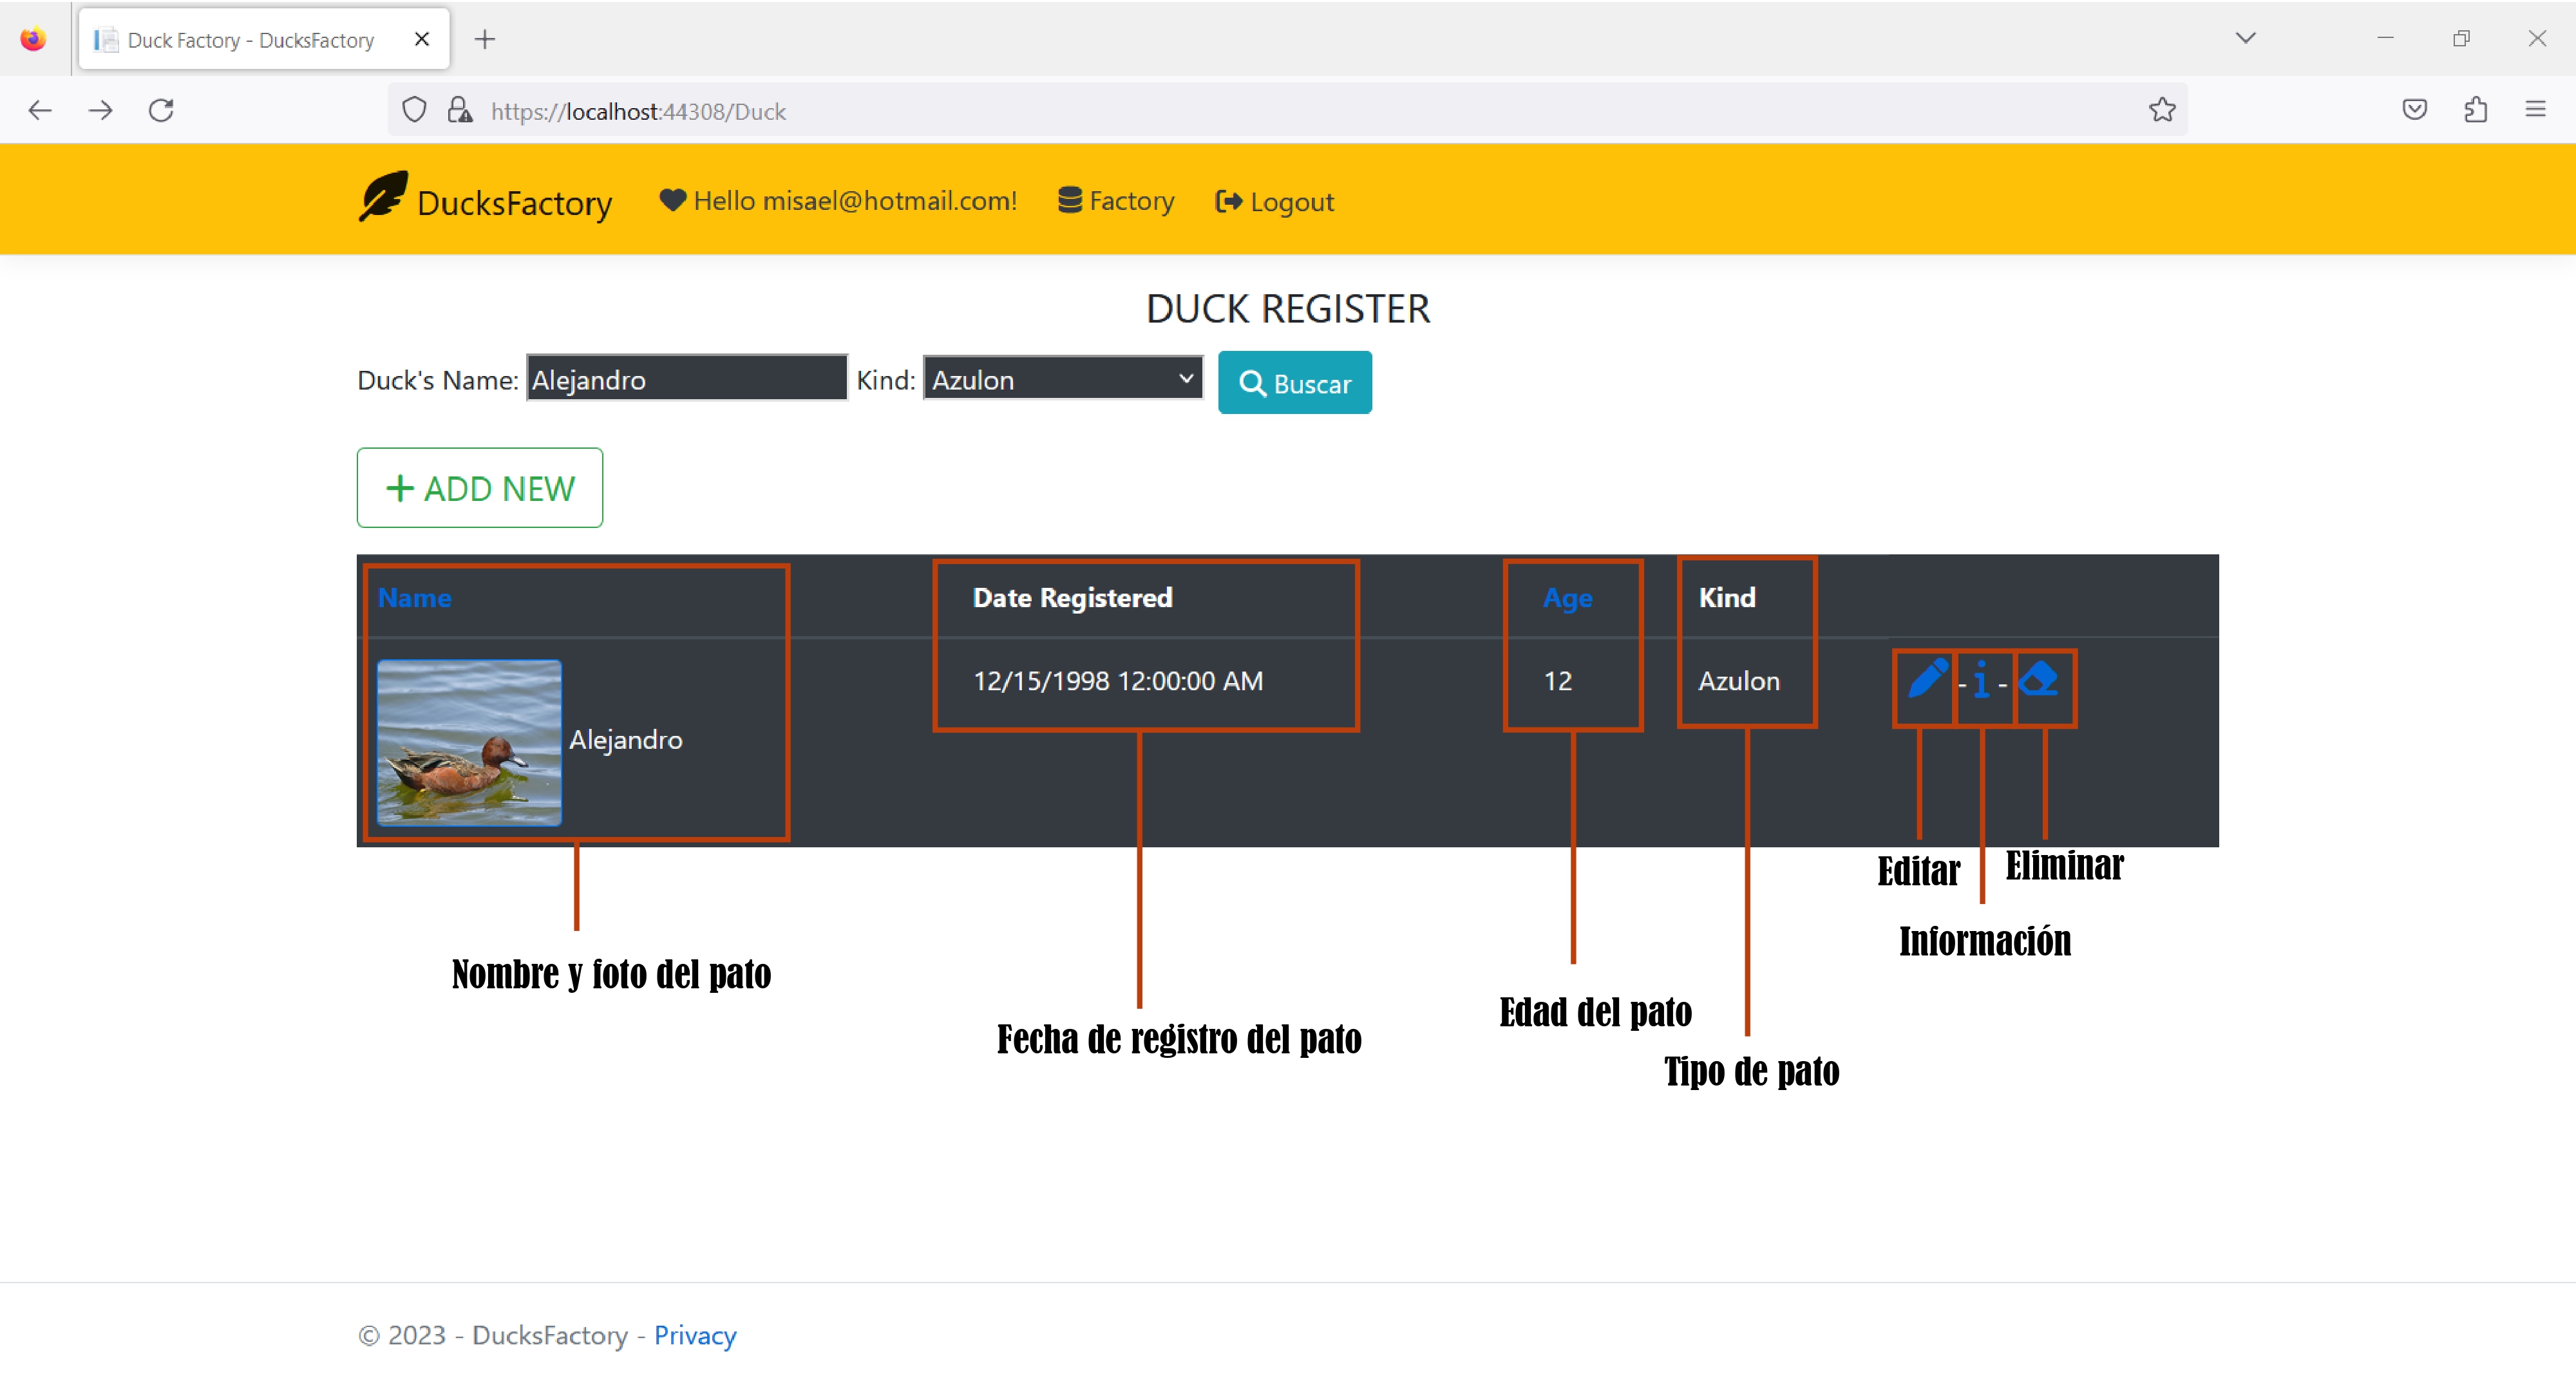 Duck Factory - DucksFactory
https://localhost:44308/Duck
DucksFactory Hello misael@hotmail.com! Factory Logout
DUCK REGISTER
Duck's Name: Alejandro Kind: Azulon Buscar
+ ADD NEW
Name Date Registered Age Kind
12/15/1998 12:00:00 AM 12 Azulon - i -
Alejandro
Editar Eliminar
Información
Nombre y foto del pato
Edad del pato
Fecha de registro del pato
Tipo de pato
© 2023 - DucksFactory - Privacy